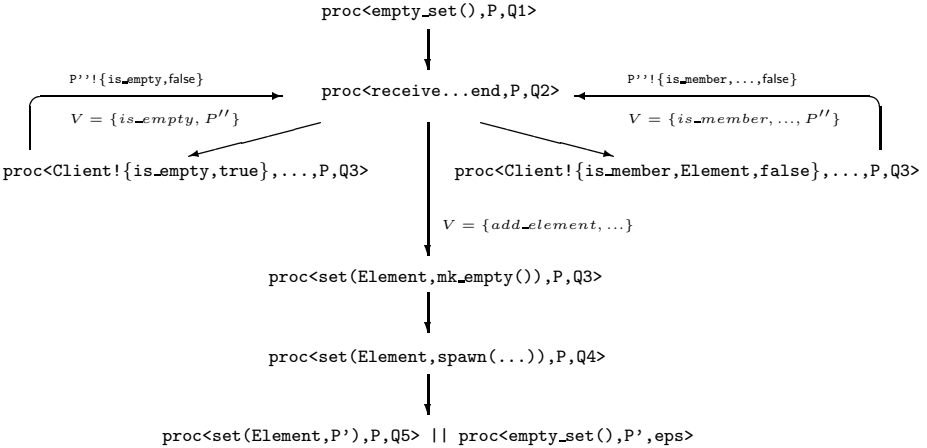 proc<empty_set(),P,Q1>
P''!{is_empty,false}
proc<receive...end,P,Q2>
P''!{is_member,...,false}
V = {is_empty, P''}
V = {is_member, ..., P''}
proc<Client!{is_empty,true},...,P,Q3>
proc<Client!{is_member,Element,false},...,P,Q3>
V = {add_element, ...}
proc<set(Element,mk_empty()),P,Q3>
proc<set(Element,spawn(...)),P,Q4>
proc<set(Element,P'),P,Q5> || proc<empty_set(),P',eps>